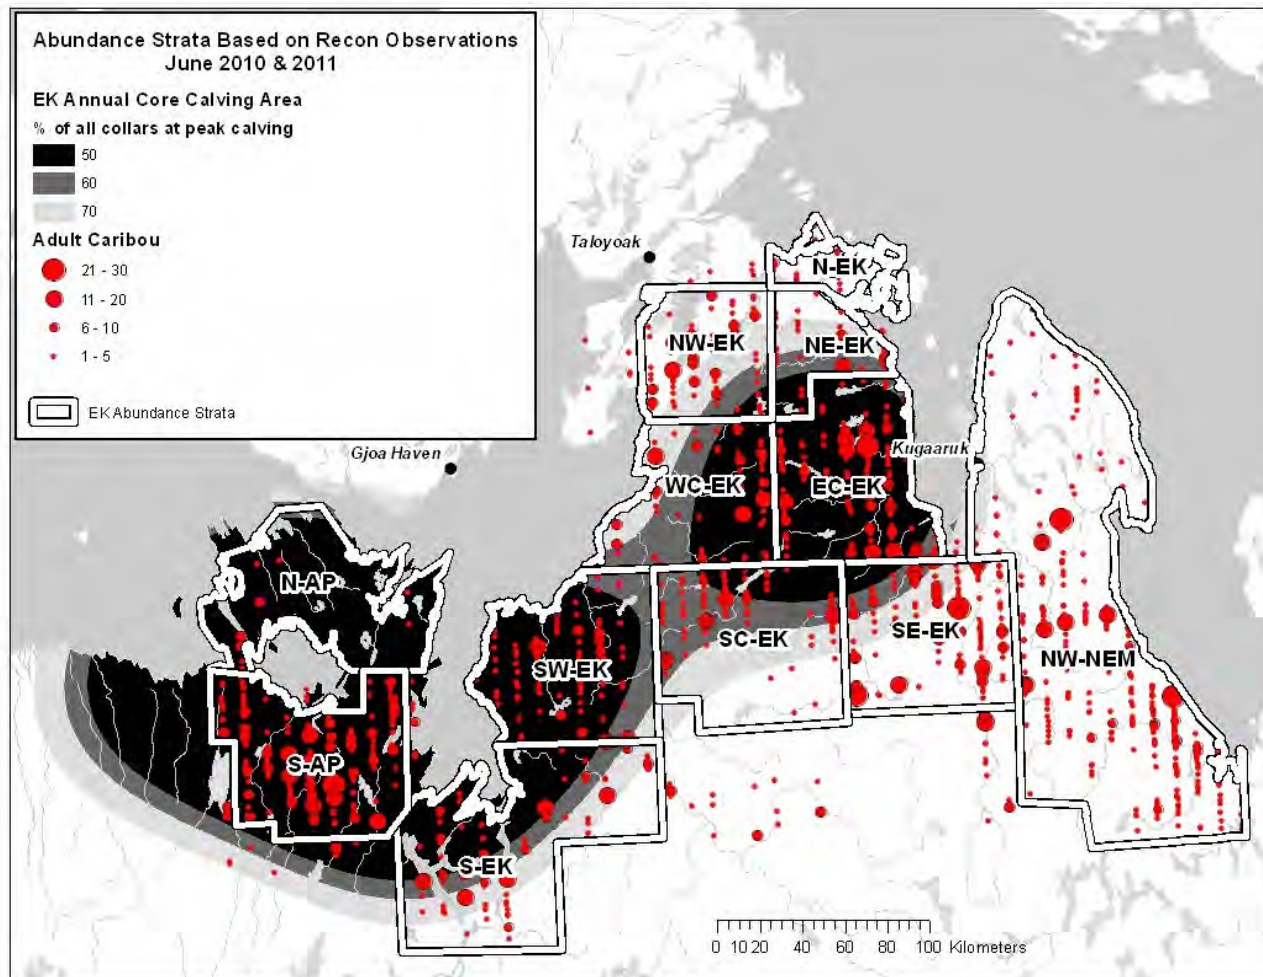 Abundance Strata Based on Recon Observations
June 2010 & 2011
EK Annual Core Calving Area
% of all collars at peak calving
50
60
70
Adult Caribou
21 - 30
11 - 20
6 - 10
1 - 5
EK Abundance Strata
Taloyoak
N-EK
NW-EK
NE-EK
Gjoa Haven
Kugaaruk
WC-EK
EC-EK
N-AP
SC-EK
SE-EK
SW-EK
NW-NEM
S-AP
S-EK
0 10 20 40 60 80 100 Kilometers